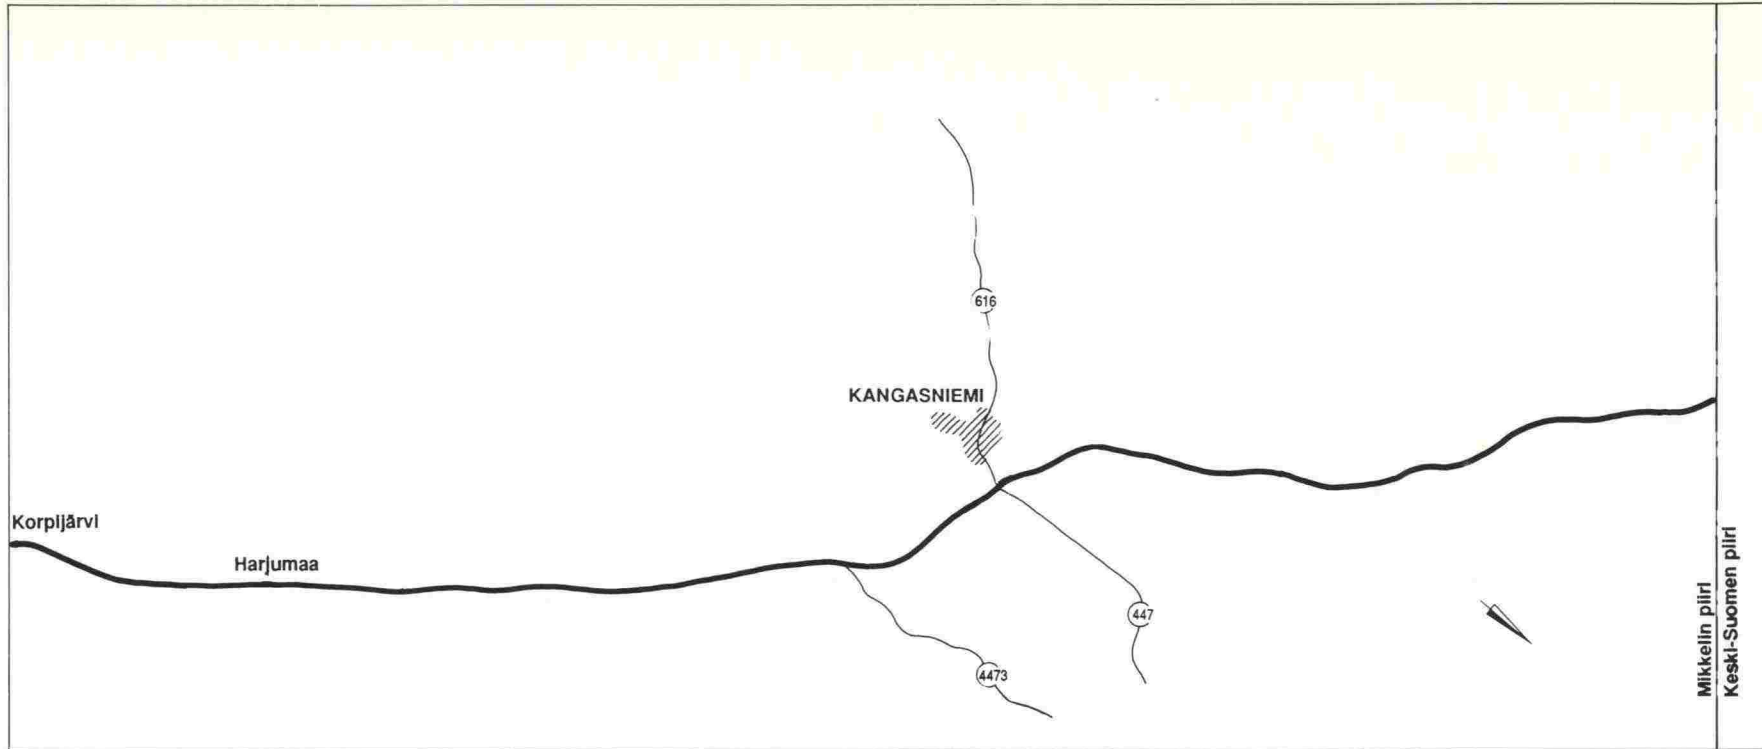 616
KANGASNIEMI
Korpijärvi
Harjumaa
447
4473
Mikkelin piiri
Keski-Suomen piiri